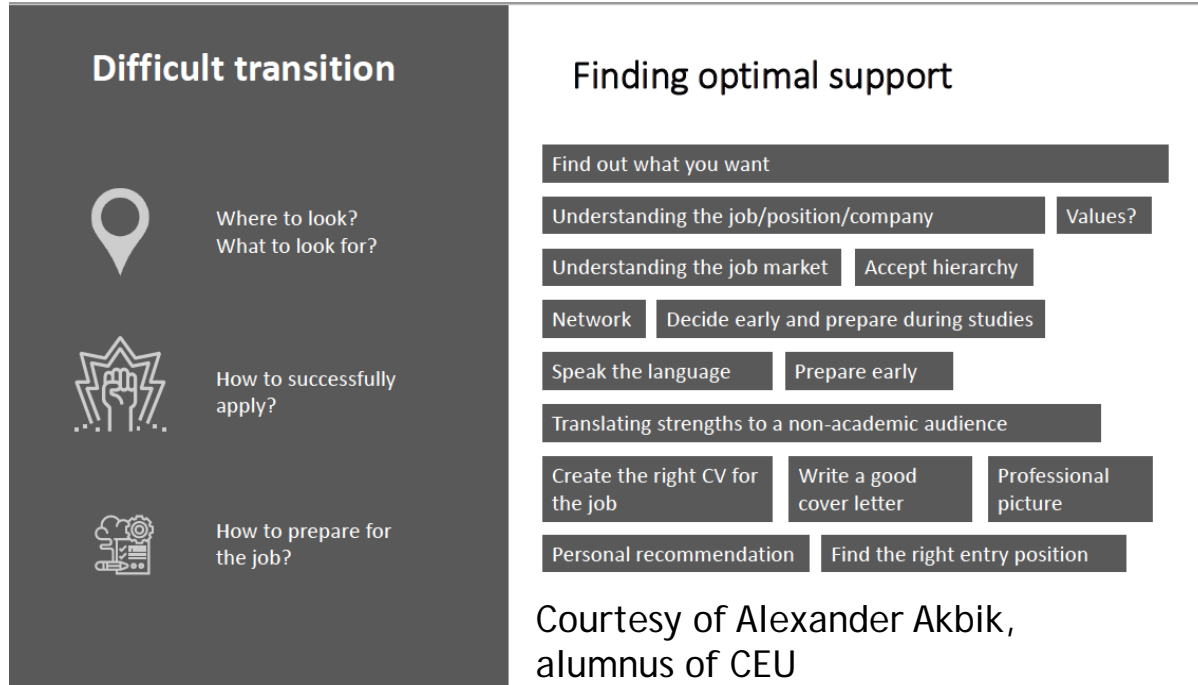 Difficult transition
Where to look?
What to look for?
How to successfully
apply?
How to prepare for
the job?
Finding optimal support
Find out what you want
Understanding the job/position/company
Values?
Understanding the job market
Accept hierarchy
Network
Decide early and prepare during studies
Speak the language
Prepare early
Translating strengths to a non-academic audience
Create the right CV for
the job
Write a good
cover letter
Professional
picture
Personal recommendation
Find the right entry position
Courtesy of Alexander Akbik,
alumnus of CEU